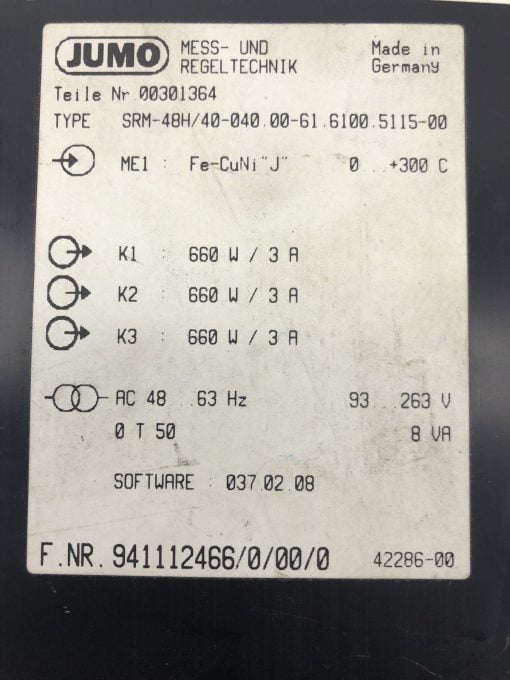 JUMO MESS- UND REGELTECHNIK Made in Germany
Teile Nr 00301364
TYPE SRM-48H/40-040.00-61.6100.5115-00
ME1 : Fe-CuNi"J" 0...+300 C
K1 : 660 W / 3 A
K2 : 660 W / 3 A
K3 : 660 W / 3 A
AC 48...63 Hz 93...263 V
0 T 50 8 VA
SOFTWARE : 037.02.08
F.NR. 941112466/0/00/0 42286-00